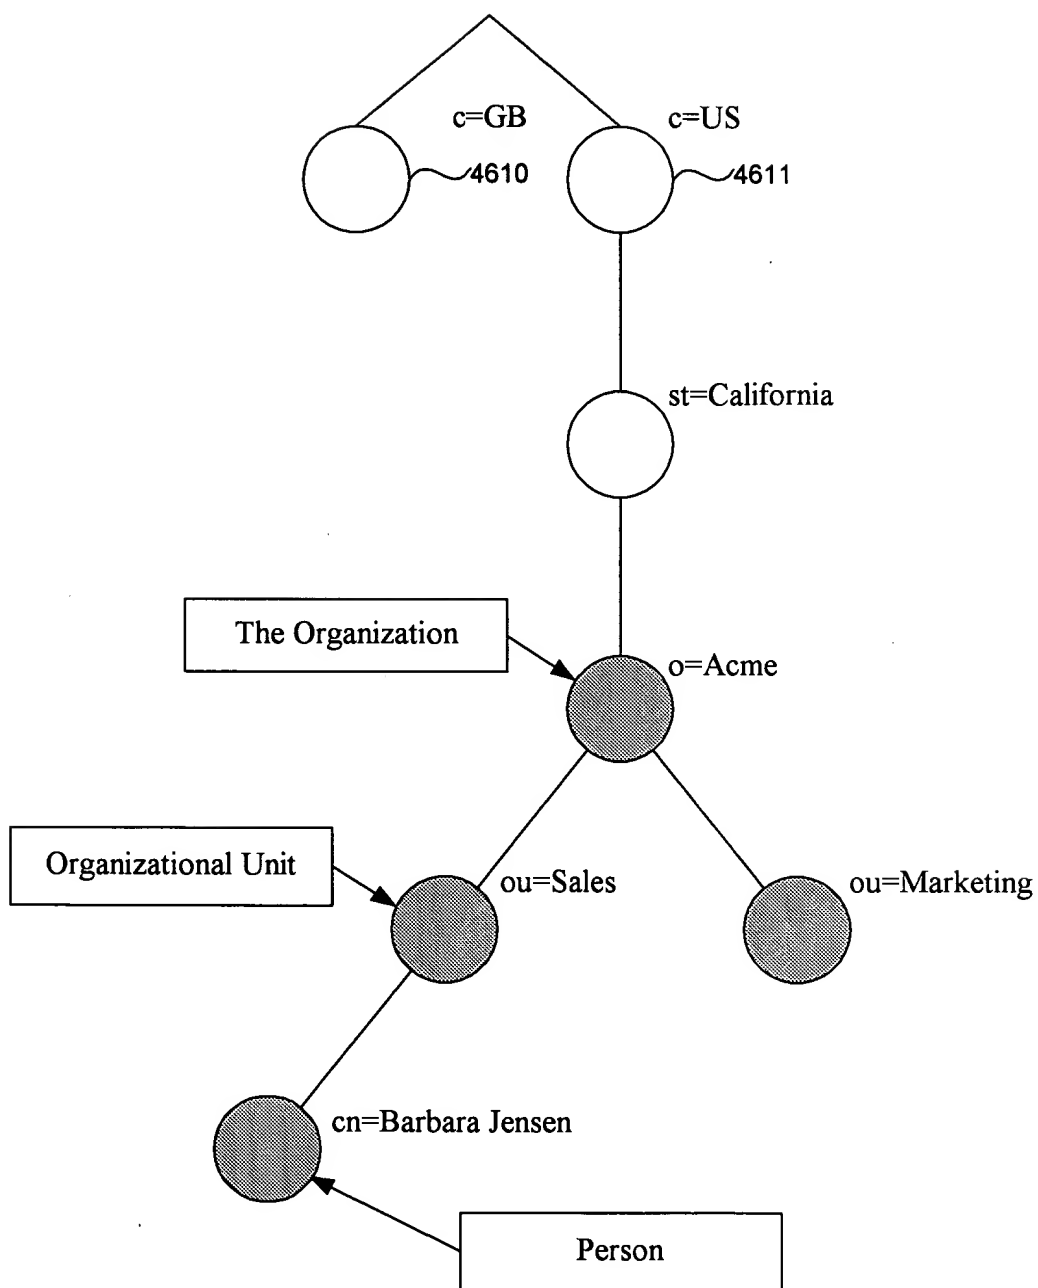 c=GB
c=US
4610
4611
st=California
The Organization
o=Acme
Organizational Unit
ou=Sales
ou=Marketing
cn=Barbara Jensen
Person